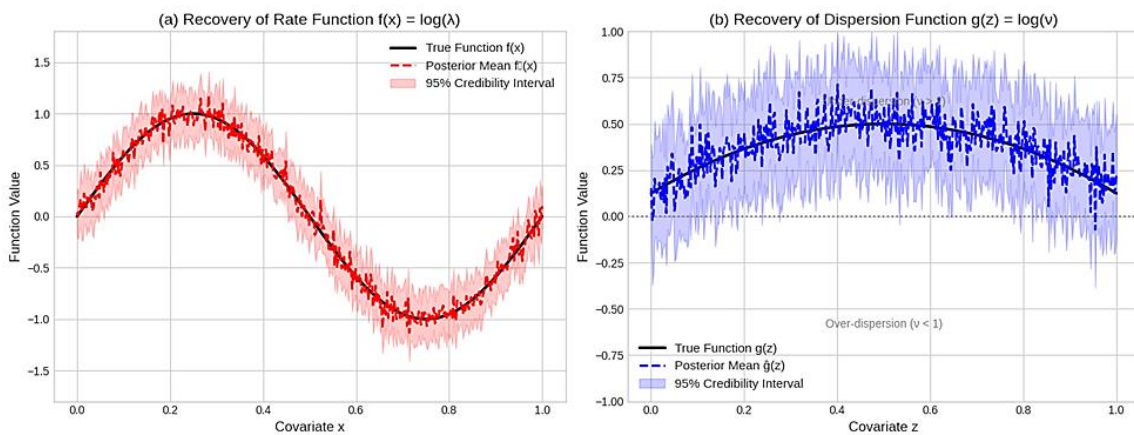 (a) Recovery of Rate Function f(x) = log(λ)
Function Value
1.5
1.0
0.5
0.0
−0.5
−1.0
−1.5
True Function f(x)
Posterior Mean f▯(x)
95% Credibility Interval
0.0 0.2 0.4 0.6 0.8 1.0
Covariate x
(b) Recovery of Dispersion Function g(z) = log(ν)
Function Value
1.00
0.75
0.50
0.25
0.00
−0.25
−0.50
−0.75
−1.00
-dispersion (ν > 1)
Over-dispersion (ν < 1)
True Function g(z)
Posterior Mean ĝ(z)
95% Credibility Interval
0.0 0.2 0.4 0.6 0.8 1.0
Covariate z